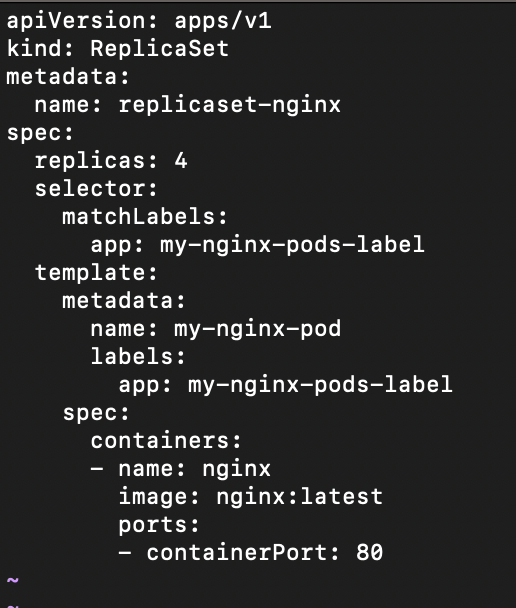 apiVersion: apps/v1
kind: ReplicaSet
metadata:
  name: replicaset-nginx
spec:
  replicas: 4
  selector:
    matchLabels:
      app: my-nginx-pods-label
  template:
    metadata:
      name: my-nginx-pod
      labels:
        app: my-nginx-pods-label
    spec:
      containers:
      - name: nginx
        image: nginx:latest
        ports:
        - containerPort: 80
~
~